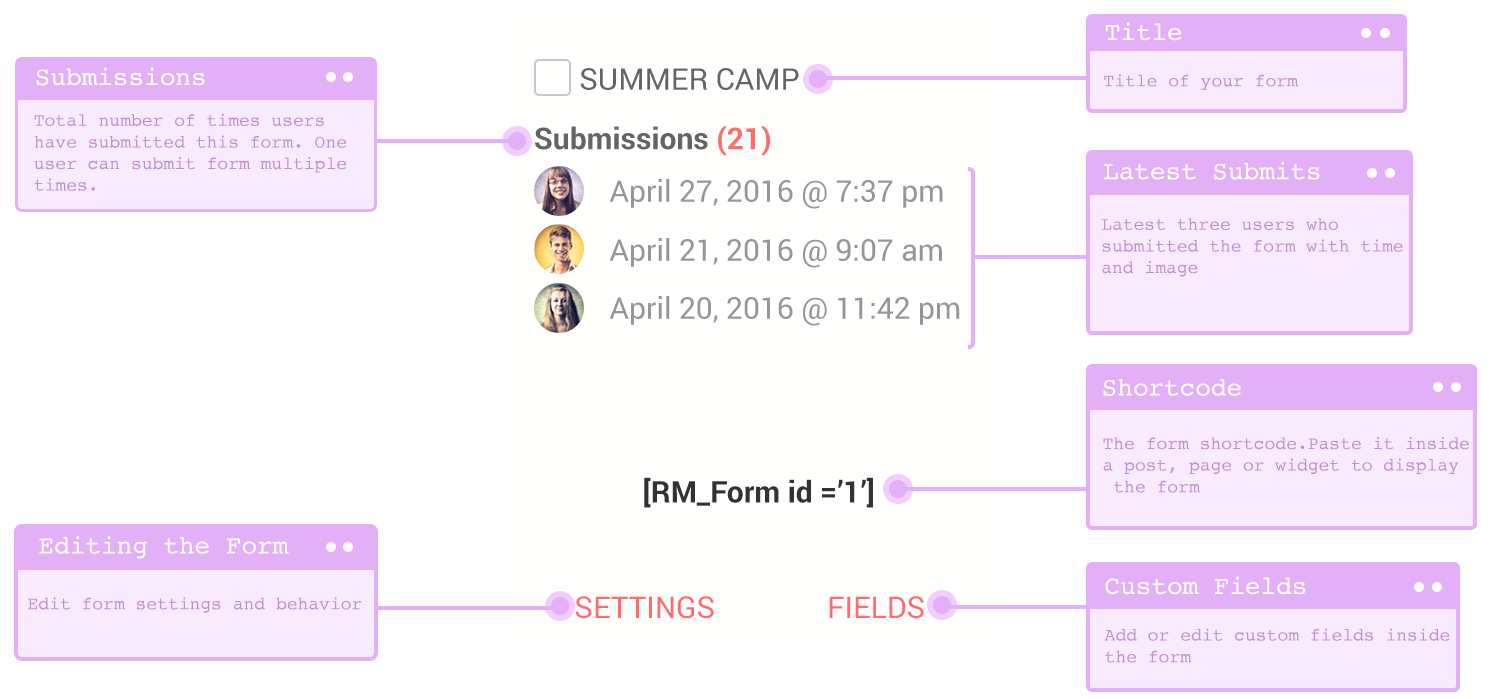 Submissions
Total number of times users
have submitted this form. One
user can submit form multiple
times.
Editing the Form
Edit form settings and behavior
SUMMER CAMP
Submissions (21)
April 27, 2016 @ 7:37 pm
April 21, 2016 @ 9:07 am
April 20, 2016 @ 11:42 pm
[RM_Form id =’1’]
SETTINGS
FIELDS
Title
Title of your form
Latest Submits
Latest three users who
submitted the form with time
and image
Shortcode
The form shortcode.Paste it inside
a post, page or widget to display
the form
Custom Fields
Add or edit custom fields inside
the form